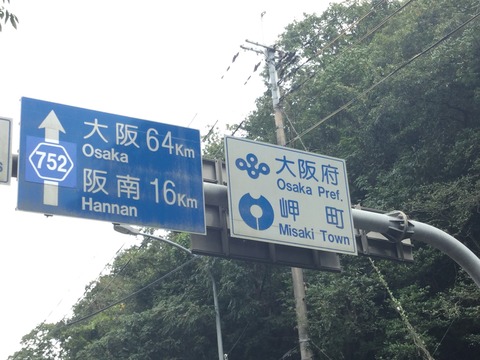 752
大阪 64Km
Osaka
阪南 16Km
Hannan
大阪府
Osaka Pref.
岬町
Misaki Town